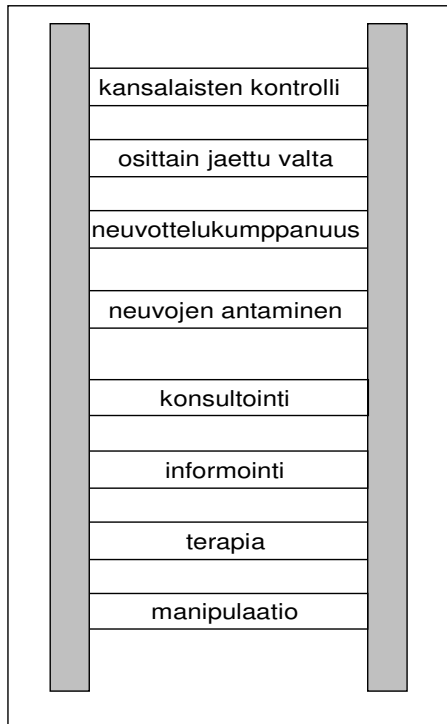 kansalaisten kontrolli
osittain jaettu valta
neuvottelukumppanuus
neuvojen antaminen
konsultointi
informointi
terapia
manipulaatio